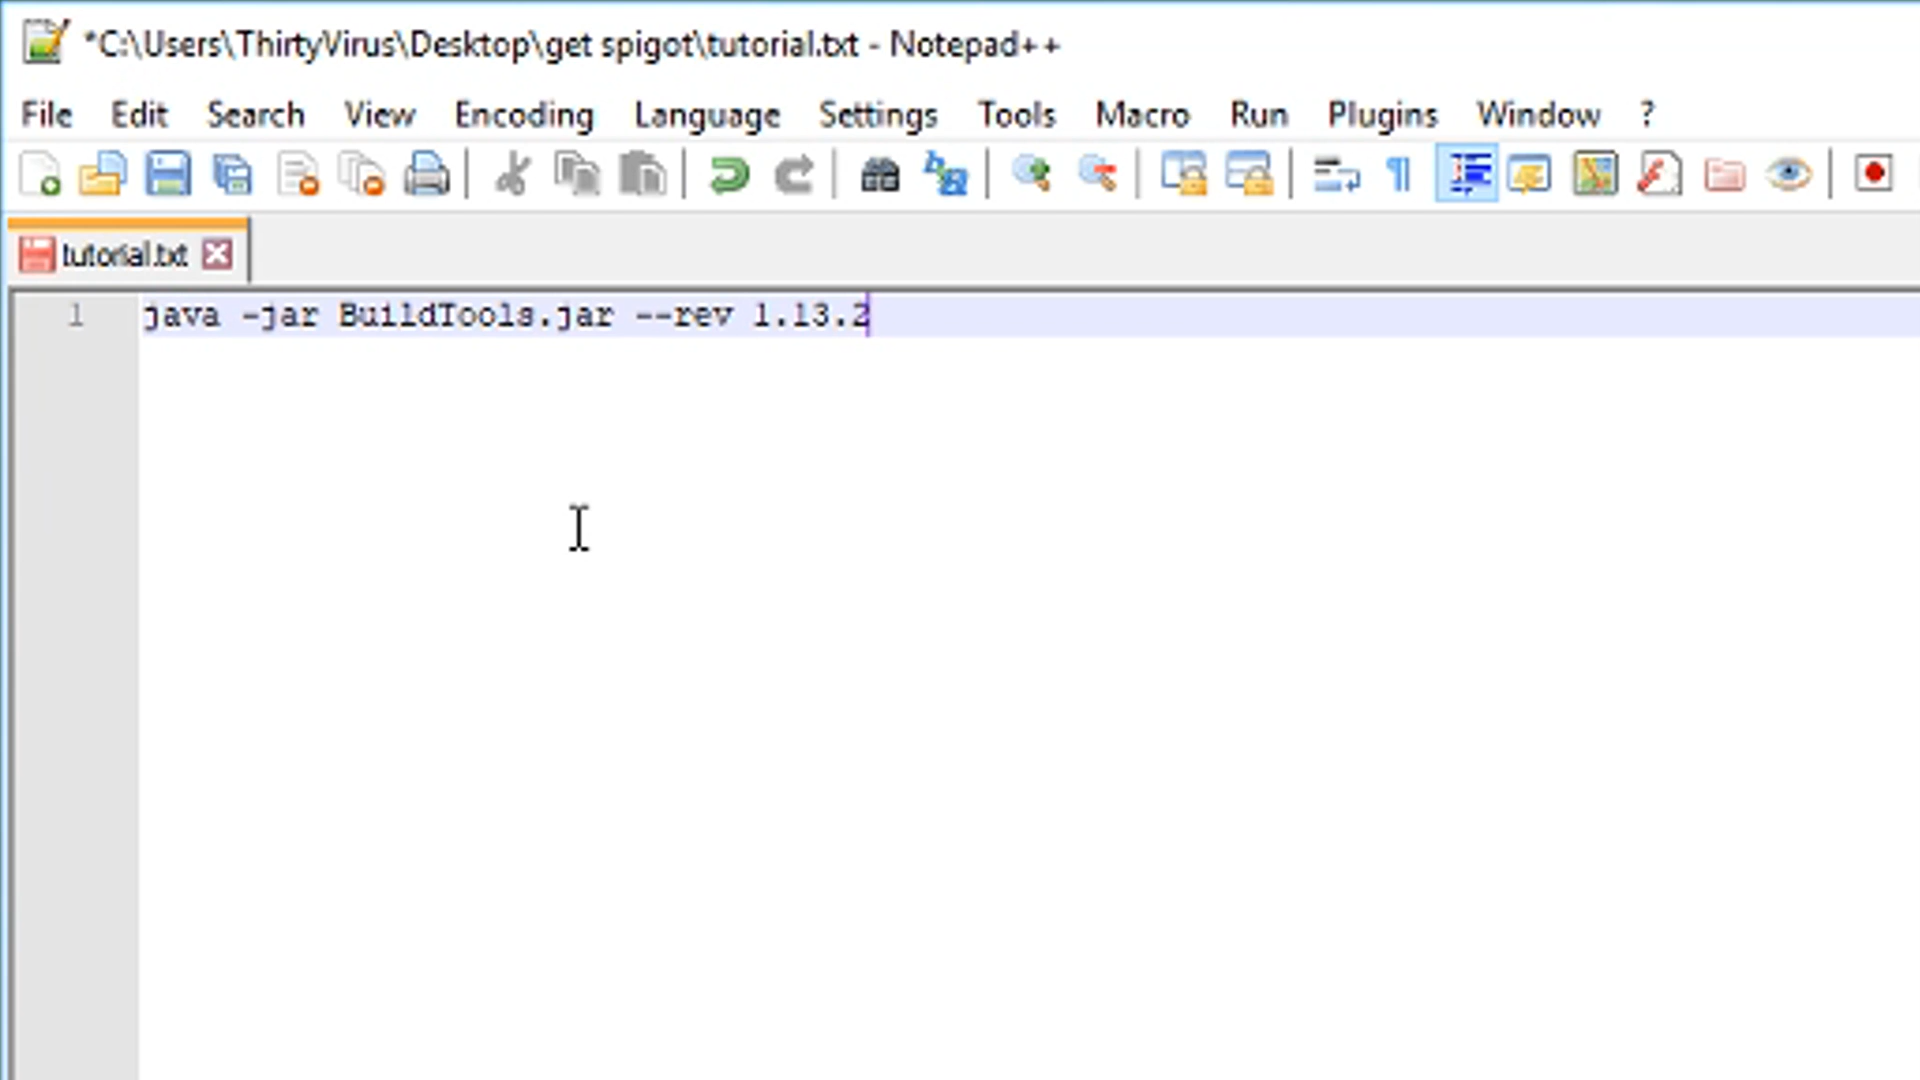 *C:\Users\ThirtyVirus\Desktop\get spigot\tutorial.txt - Notepad++
File Edit Search View Encoding Language Settings Tools Macro Run Plugins Window ?
tutorial.txt
1 java -jar BuildTools.jar --rev 1.13.2